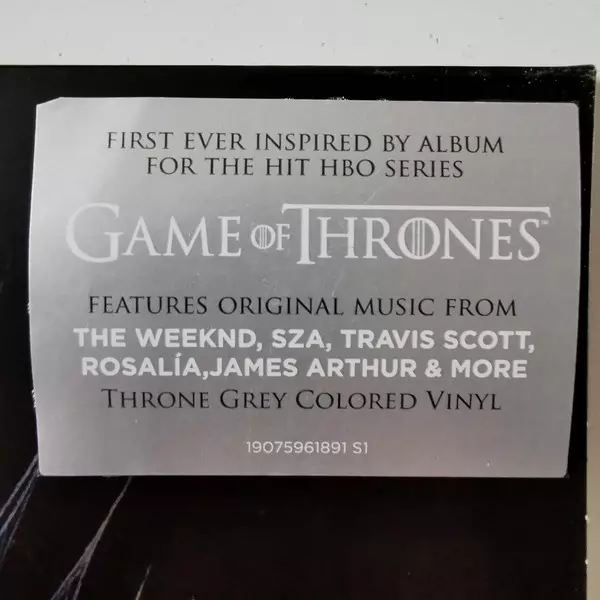 FIRST EVER INSPIRED BY ALBUM
FOR THE HIT HBO SERIES
GAME OF THRONES™
FEATURES ORIGINAL MUSIC FROM
THE WEEKND, SZA, TRAVIS SCOTT,
ROSALÍA,JAMES ARTHUR & MORE
THRONE GREY COLORED VINYL
19075961891 S1